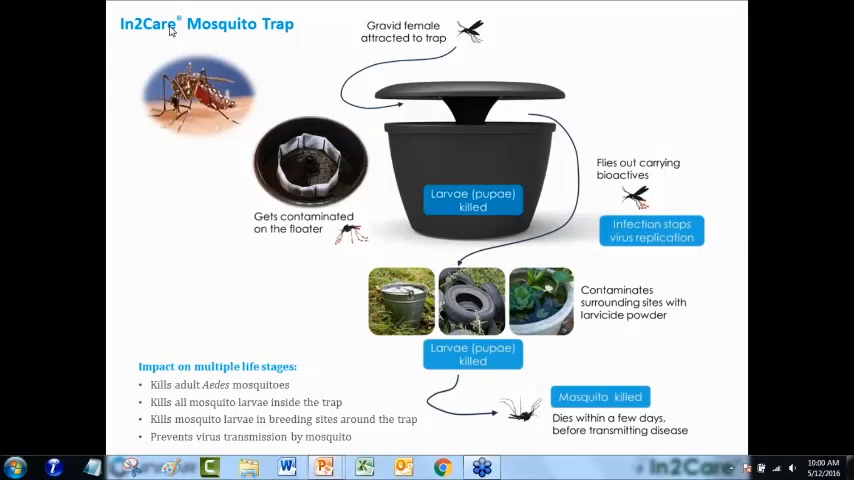 In2Care® Mosquito Trap
Gravid female
attracted to trap
Flies out carrying
bioactives
Larvae (pupae)
killed
Gets contaminated
on the floater
Infection stops
virus replication
Contaminates
surrounding sites with
larvicide powder
Larvae (pupae)
killed
Impact on multiple life stages:
• Kills adult Aedes mosquitoes
• Kills all mosquito larvae inside the trap
• Kills mosquito larvae in breeding sites around the trap
• Prevents virus transmission by mosquito
Mosquito killed
Dies within a few days,
before transmitting disease
In2Care
10:00 AM
5/12/2016